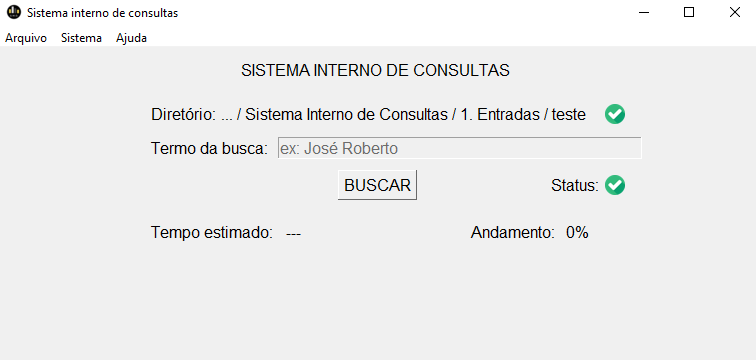 Sistema interno de consultas
Arquivo Sistema Ajuda
SISTEMA INTERNO DE CONSULTAS
Diretório: ... / Sistema Interno de Consultas / 1. Entradas / teste
Termo da busca: ex: José Roberto
BUSCAR Status:
Tempo estimado: --- Andamento: 0%